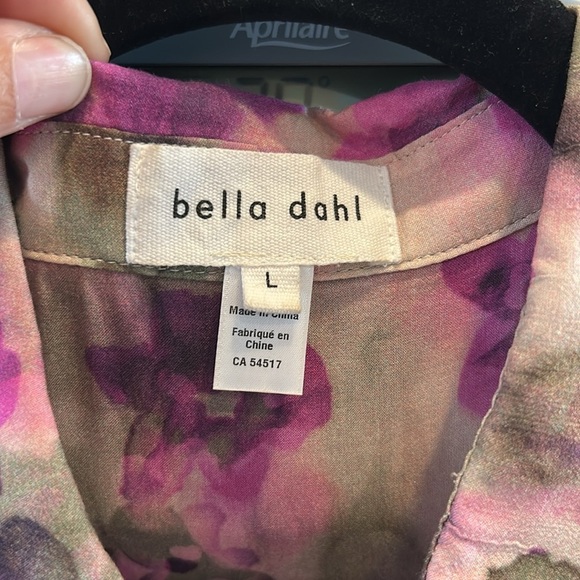 Aprilaire
bella dahl
L
Made in China
Fabriqué en
Chine
CA 54517